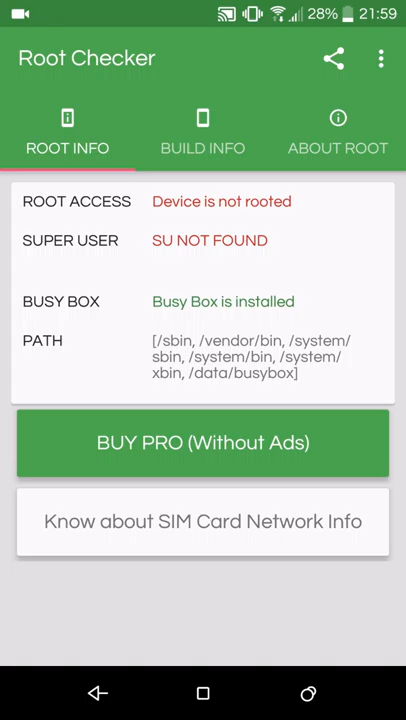 28% 21:59
Root Checker
ROOT INFO BUILD INFO ABOUT ROOT
ROOT ACCESS Device is not rooted
SUPER USER SU NOT FOUND
BUSY BOX Busy Box is installed
PATH [/sbin, /vendor/bin, /system/
sbin, /system/bin, /system/
xbin, /data/busybox]
BUY PRO (Without Ads)
Know about SIM Card Network Info